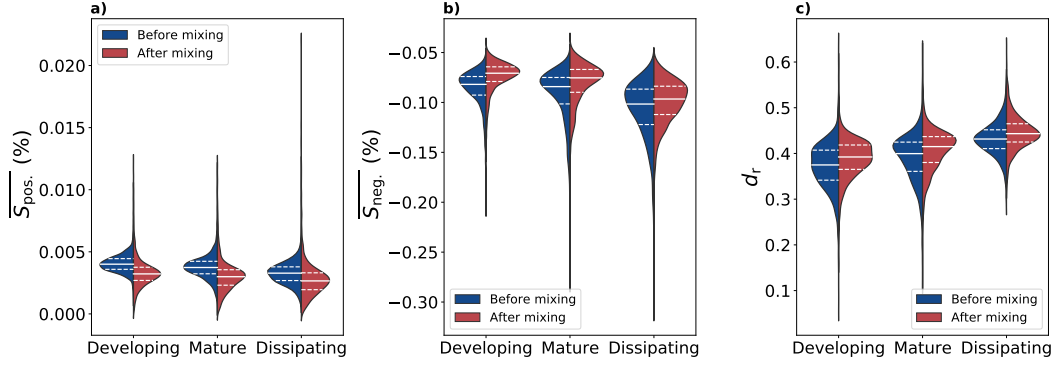 a)
Before mixing
After mixing
0.020
0.015
0.010
0.005
0.000
S̅pos. (%)
Developing Mature Dissipating
b)
−0.05
−0.10
−0.15
−0.20
−0.25
−0.30
S̅neg. (%)
Before mixing
After mixing
Developing Mature Dissipating
c)
0.6
0.5
0.4
0.3
0.2
0.1
dr
Before mixing
After mixing
Developing Mature Dissipating